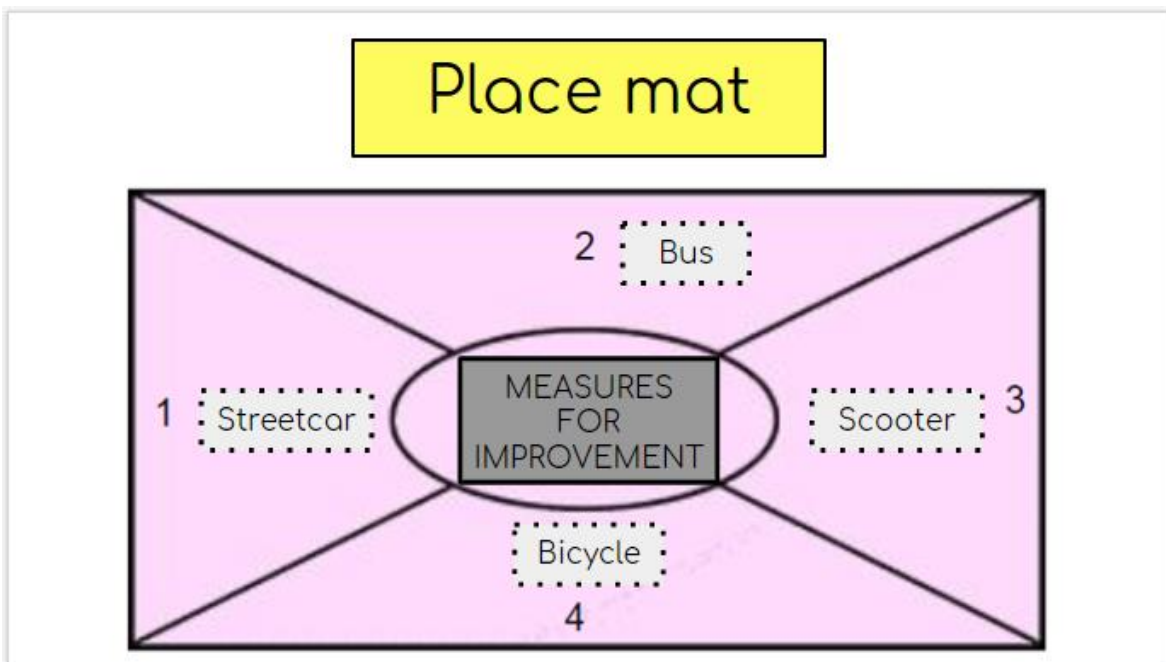 Place mat
2 Bus
1 Streetcar
MEASURES
FOR
IMPROVEMENT
Scooter 3
Bicycle
4